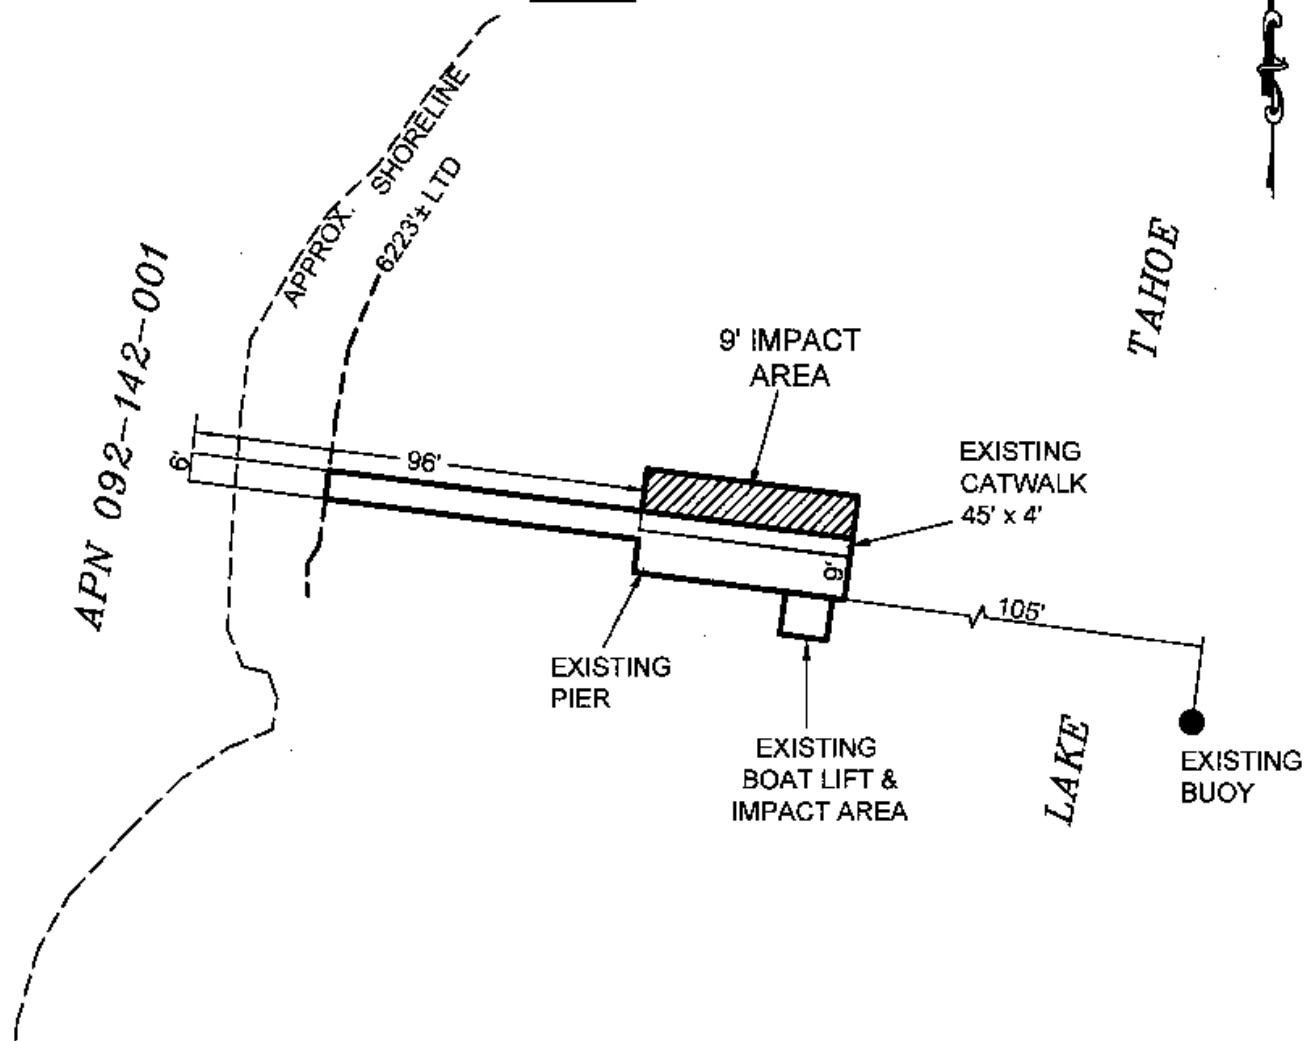 APPROX. SHORELINE
6223'± LTD
APN 092-142-001
TAHOE
9' IMPACT
AREA
6'
96'
EXISTING
CATWALK
45' x 4'
9'
105'
EXISTING
PIER
EXISTING
BOAT LIFT &
IMPACT AREA
LAKE
EXISTING
BUOY